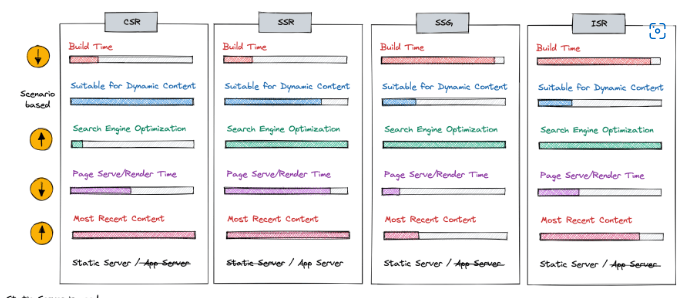 CSR
SSR
SSG
ISR
Build Time
Build Time
Build Time
Build Time
Scenario
based
Suitable for Dynamic Content
Suitable for Dynamic Content
Suitable for Dynamic Content
Suitable for Dynamic Content
Search Engine Optimization
Search Engine Optimization
Search Engine Optimization
Search Engine Optimization
Page Serve/Render Time
Page Serve/Render Time
Page Serve/Render Time
Page Serve/Render Time
Most Recent Content
Most Recent Content
Most Recent Content
Most Recent Content
Static Server / App Server
Static Server / App Server
Static Server / App Server
Static Server / App Server